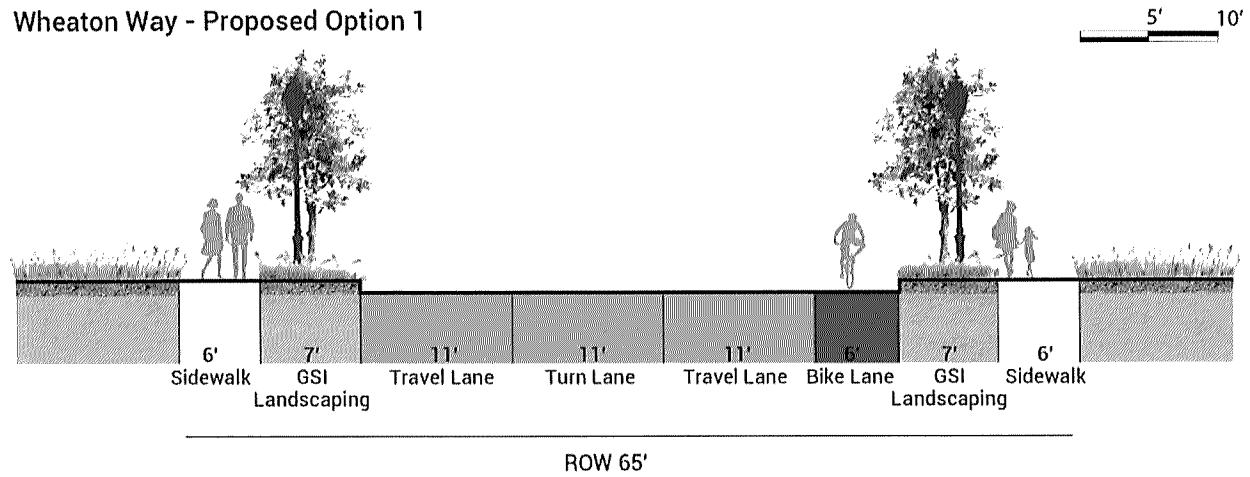 Wheaton Way - Proposed Option 1
5' 10'
6' 7' 11' 11' 11' 6' 7' 6'
Sidewalk GSI Travel Lane Turn Lane Travel Lane Bike Lane GSI Sidewalk
Landscaping Landscaping
ROW 65'